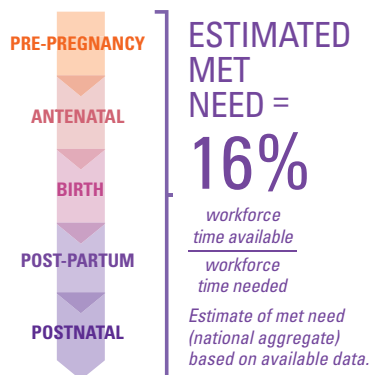 PRE-PREGNANCY
ANTENATAL
BIRTH
POST-PARTUM
POSTNATAL
ESTIMATED
MET
NEED =
16%
workforce
time available
workforce
time needed
Estimate of met need
(national aggregate)
based on available data.